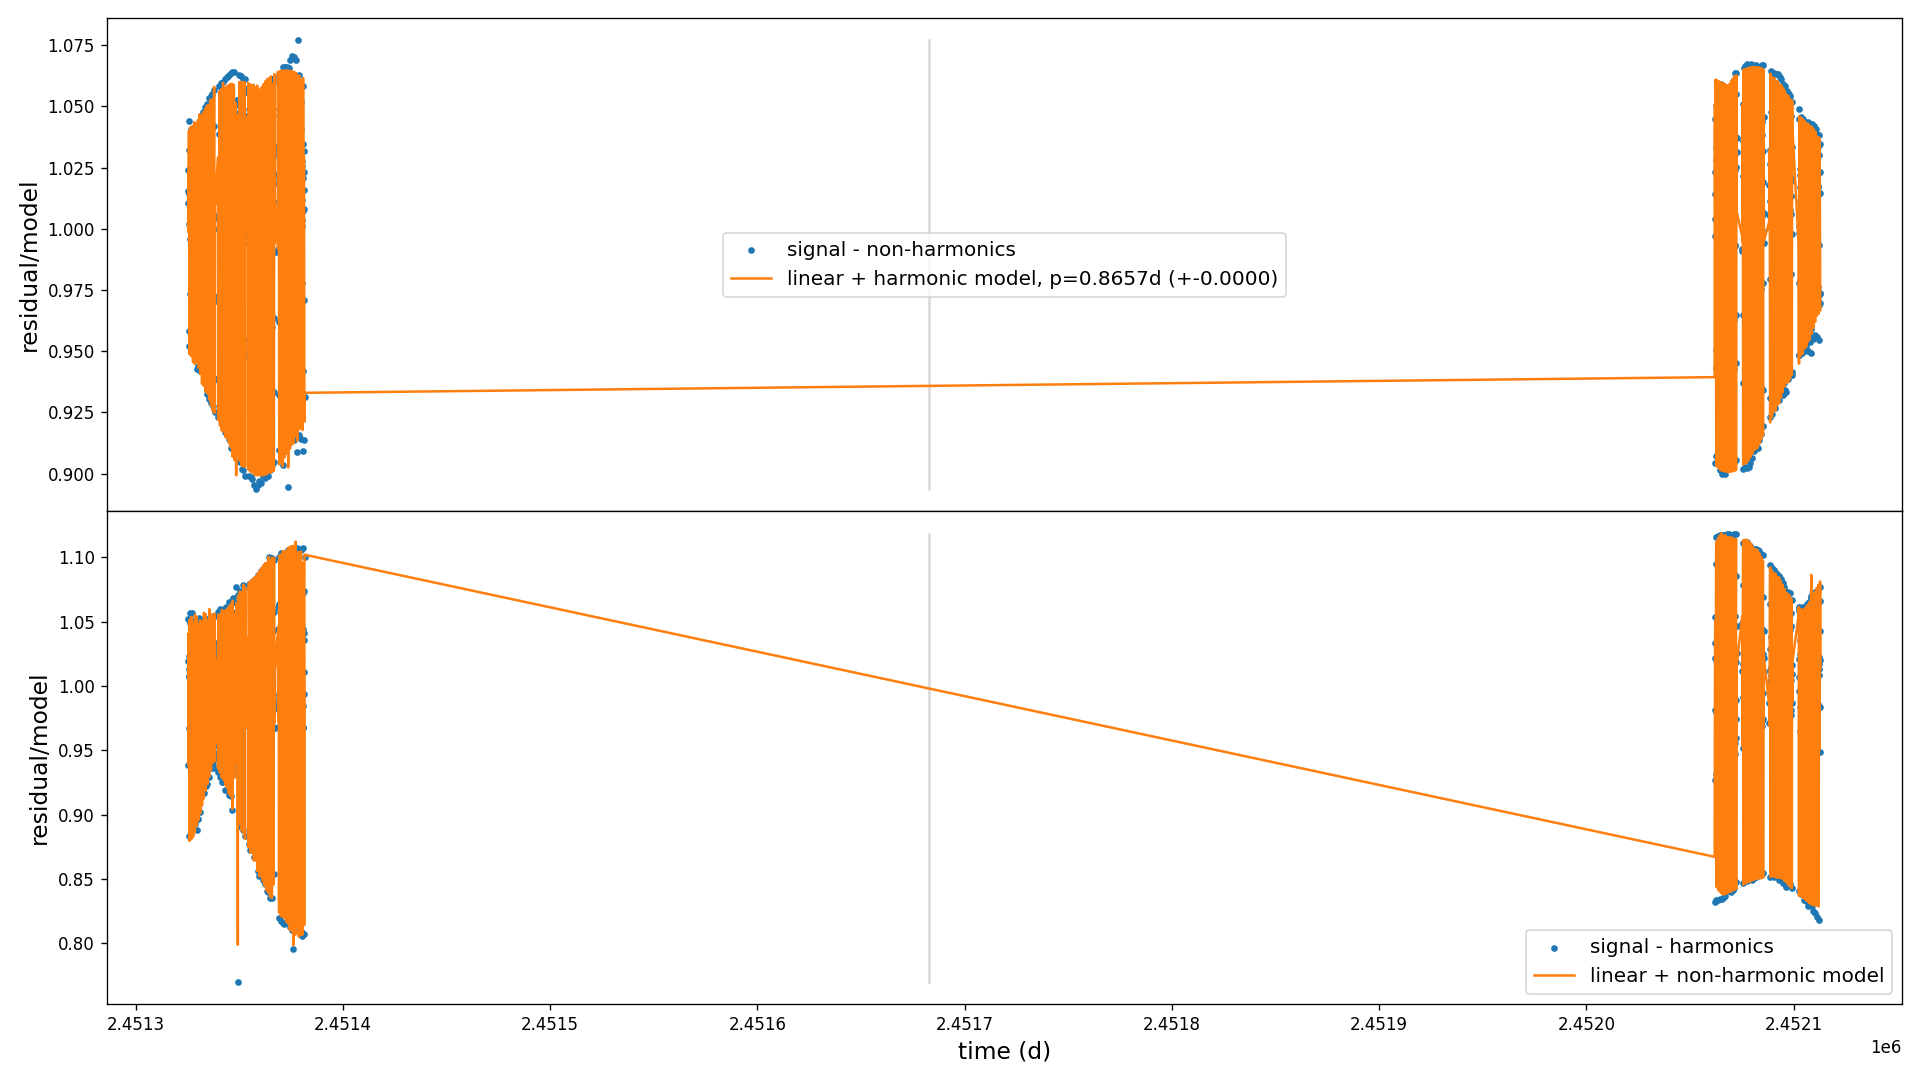 1.075
1.050
1.025
1.000
0.975
0.950
0.925
0.900
residual/model
signal - non-harmonics
linear + harmonic model, p=0.8657d (+-0.0000)
1.10
1.05
1.00
0.95
0.90
0.85
0.80
residual/model
signal - harmonics
linear + non-harmonic model
2.4513 2.4514 2.4515 2.4516 2.4517 2.4518 2.4519 2.4520 2.4521
1e6
time (d)